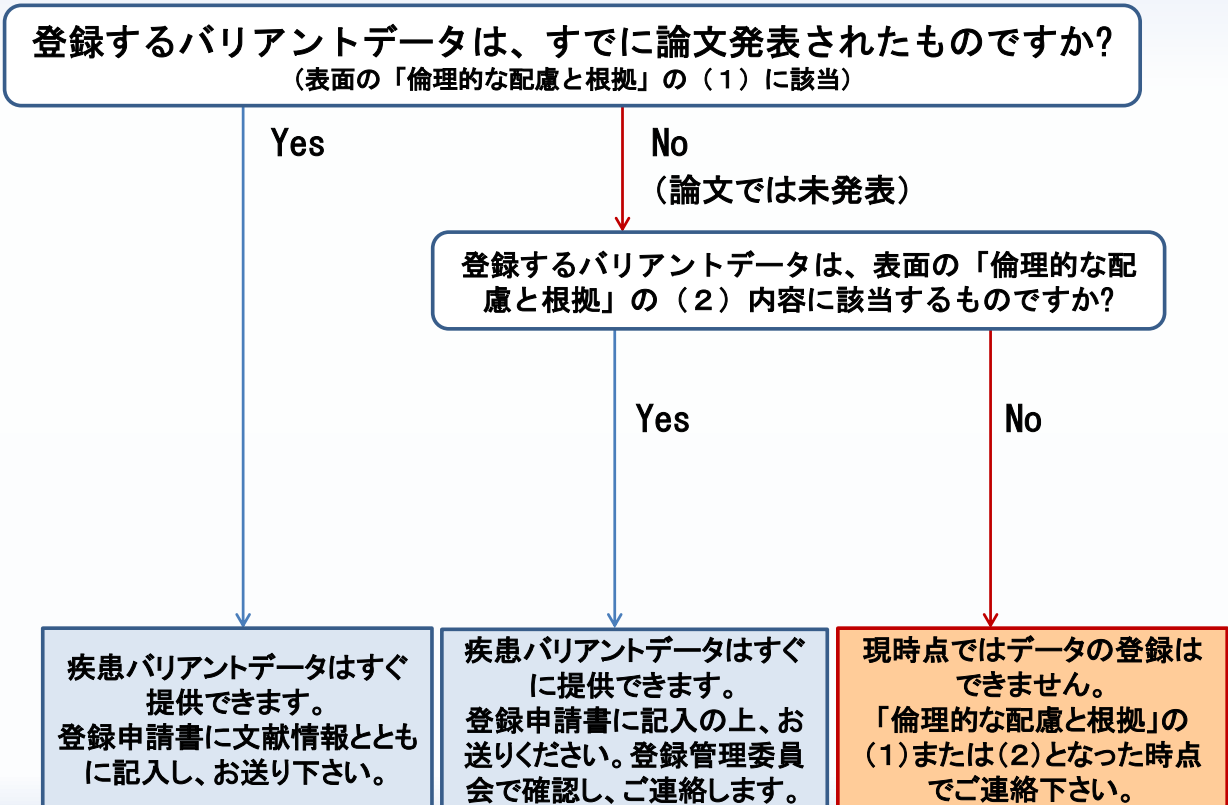 登録するバリアントデータは、すでに論文発表されたものですか?
(表面の「倫理的な配慮と根拠」の（1）に該当)
Yes
No
（論文では未発表）
登録するバリアントデータは、表面の「倫理的な配
慮と根拠」の（2）内容に該当するものですか?
Yes
No
疾患バリアントデータはすぐ
提供できます。
登録申請書に文献情報ととも
に記入し、お送り下さい。
疾患バリアントデータはすぐ
に提供できます。
登録申請書に記入の上、お
送りください。登録管理委員
会で確認し、ご連絡します。
現時点ではデータの登録は
できません。
「倫理的な配慮と根拠」の
(1)または(2)となった時点
でご連絡下さい。